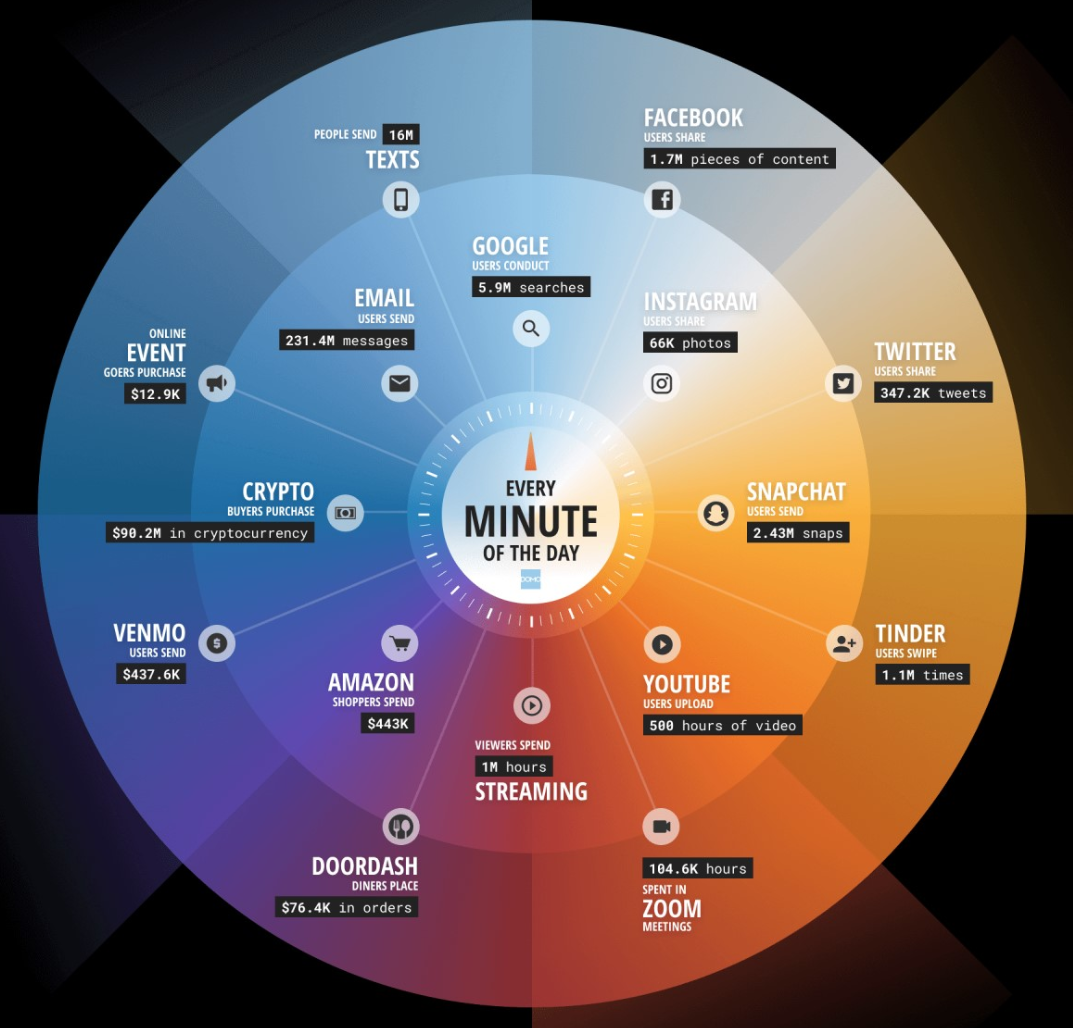 PEOPLE SEND 16M
TEXTS
FACEBOOK
USERS SHARE
1.7M pieces of content
GOOGLE
USERS CONDUCT
5.9M searches
EMAIL
USERS SEND
231.4M messages
INSTAGRAM
USERS SHARE
66K photos
ONLINE
EVENT
GOERS PURCHASE
$12.9K
TWITTER
USERS SHARE
347.2K tweets
CRYPTO
BUYERS PURCHASE
$90.2M in cryptocurrency
EVERY
MINUTE
OF THE DAY
DOMO
SNAPCHAT
USERS SEND
2.43M snaps
VENMO
USERS SEND
$437.6K
AMAZON
SHOPPERS SPEND
$443K
VIEWERS SPEND
1M hours
STREAMING
YOUTUBE
USERS UPLOAD
500 hours of video
TINDER
USERS SWIPE
1.1M times
DOORDASH
DINERS PLACE
$76.4K in orders
104.6K hours
SPENT IN
ZOOM
MEETINGS